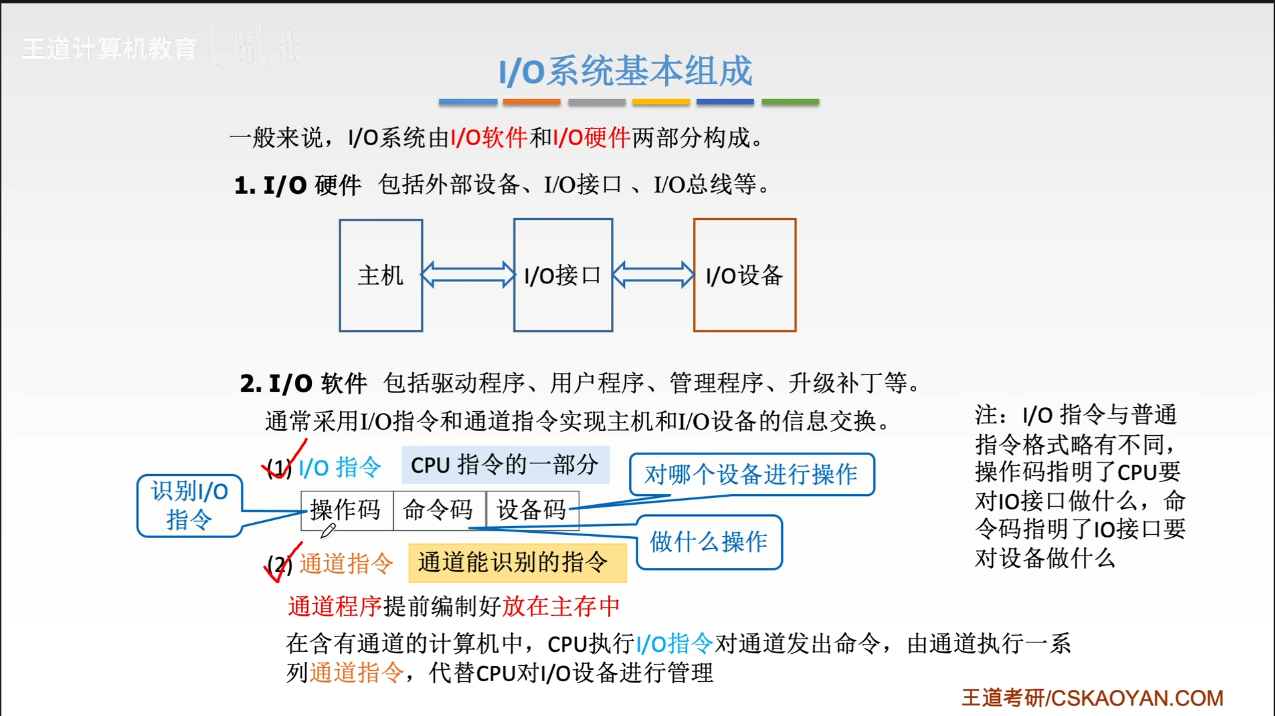 王道计算机教育
I/O系统基本组成
一般来说，I/O系统由I/O软件和I/O硬件两部分构成。
1. I/O 硬件 包括外部设备、I/O接口 、I/O总线等。
主机 I/O接口 I/O设备
2. I/O 软件 包括驱动程序、用户程序、管理程序、升级补丁等。
通常采用I/O指令和通道指令实现主机和I/O设备的信息交换。
(1) I/O 指令 CPU 指令的一部分
对哪个设备进行操作
识别I/O
指令
操作码 命令码 设备码
做什么操作
(2) 通道指令 通道能识别的指令
通道程序提前编制好放在主存中
在含有通道的计算机中，CPU执行I/O指令对通道发出命令，由通道执行一系
列通道指令，代替CPU对I/O设备进行管理
注：I/O 指令与普通
指令格式略有不同，
操作码指明了CPU要
对IO接口做什么，命
令码指明了IO接口要
对设备做什么
王道考研/CSKAOYAN.COM